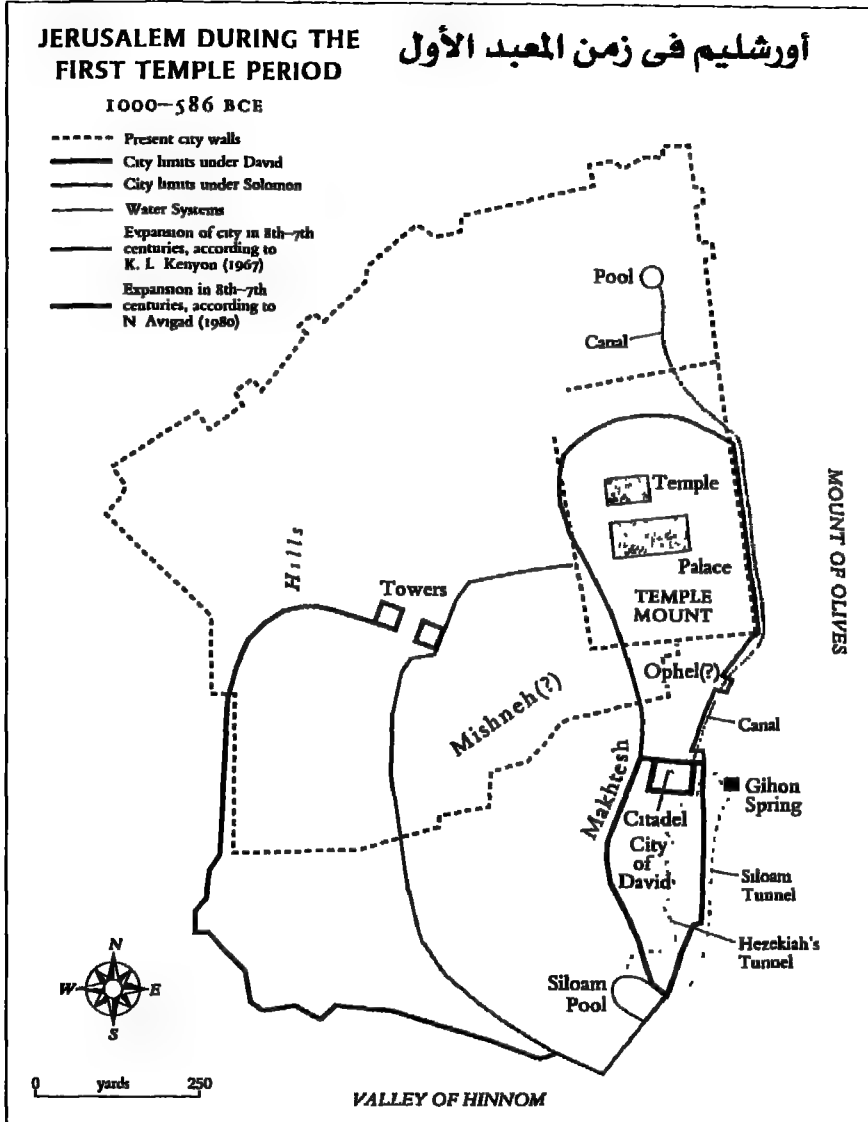 JERUSALEM DURING THE
FIRST TEMPLE PERIOD
أورشليم فى زمن المعبد الأول
1000–586 BCE
Present city walls
City limits under David
City limits under Solomon
Water Systems
Expansion of city in 8th–7th
centuries, according to
K. L. Kenyon (1967)
Expansion in 8th–7th
centuries, according to
N Avigad (1980)
Pool
Canal
Temple
Palace
TEMPLE
MOUNT
MOUNT OF OLIVES
Hills
Towers
Ophel(?)
Mishneh(?)
Canal
Makhtesh
Citadel
Gihon
Spring
City
of
David
Siloam
Tunnel
Hezekiah's
Tunnel
Siloam
Pool
N
W
E
S
0 yards 250
VALLEY OF HINNOM